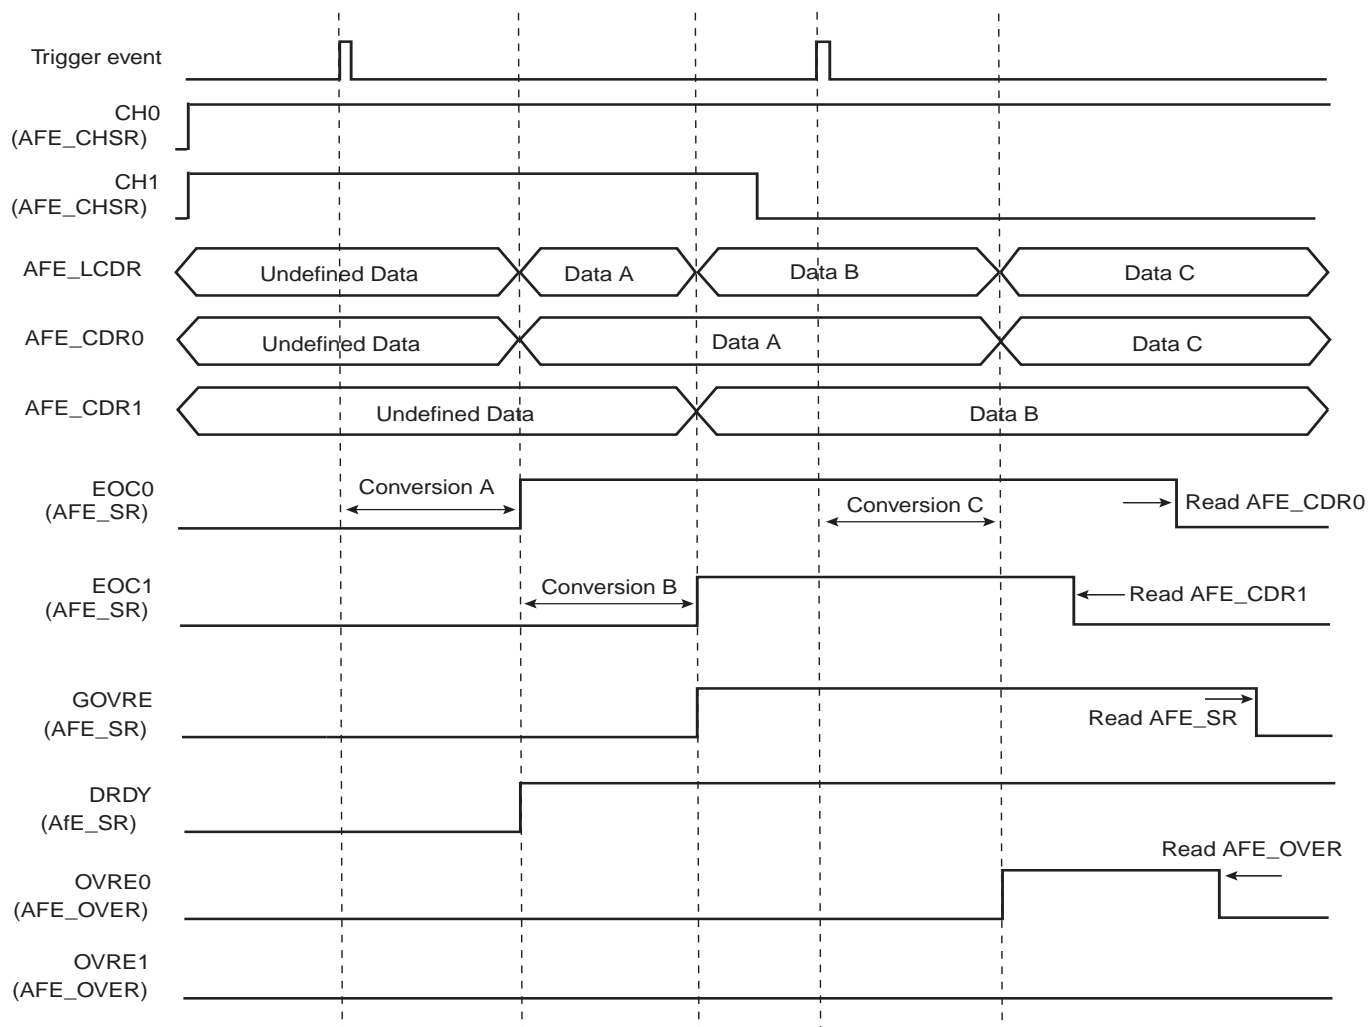 Trigger event
CH0
(AFE_CHSR)
CH1
(AFE_CHSR)
AFE_LCDR
Undefined Data
Data A
Data B
Data C
AFE_CDR0
Undefined Data
Data A
Data C
AFE_CDR1
Undefined Data
Data B
EOC0
(AFE_SR)
Conversion A
Conversion C
Read AFE_CDR0
EOC1
(AFE_SR)
Conversion B
Read AFE_CDR1
GOVRE
(AFE_SR)
Read AFE_SR
DRDY
(AfE_SR)
Read AFE_OVER
OVRE0
(AFE_OVER)
OVRE1
(AFE_OVER)